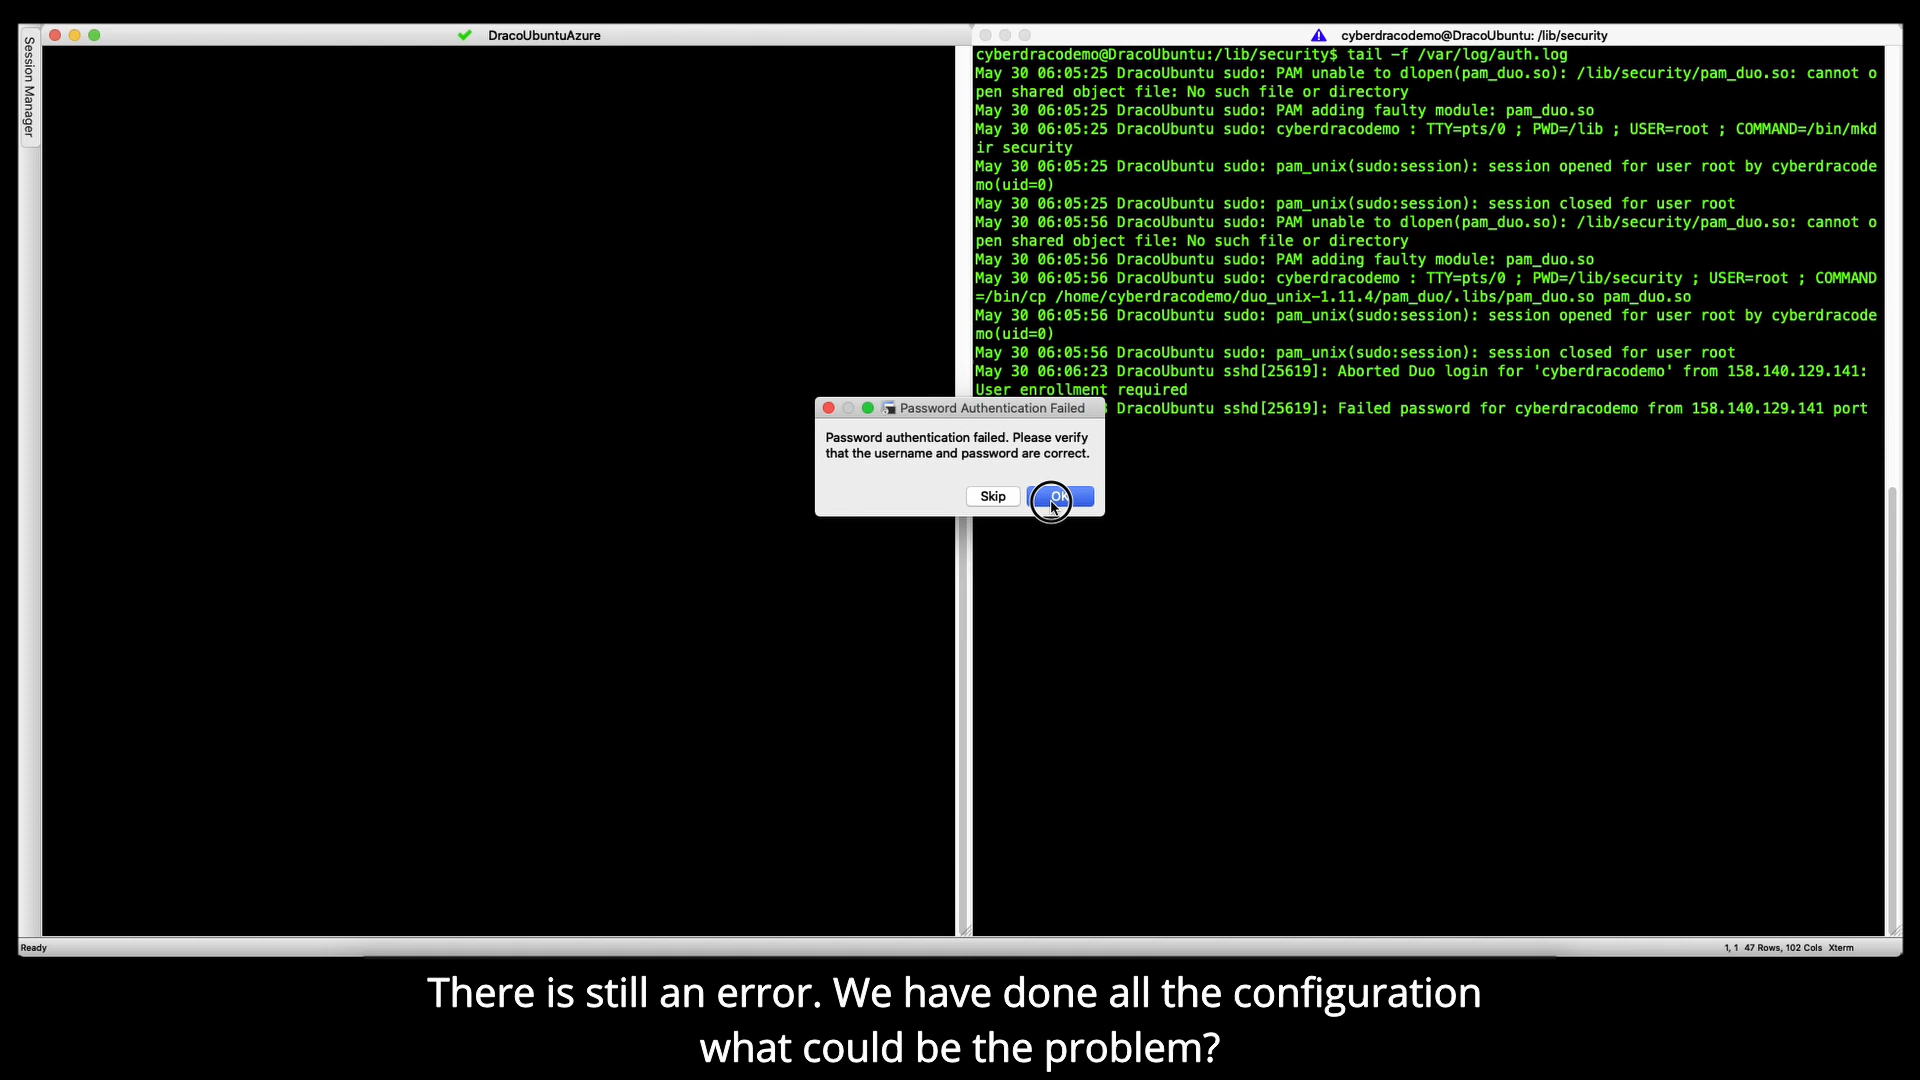 Session Manager
DracoUbuntuAzure
cyberdracodemo@DracoUbuntu: /lib/security
cyberdracodemo@DracoUbuntu:/lib/security$ tail -f /var/log/auth.log
May 30 06:05:25 DracoUbuntu sudo: PAM unable to dlopen(pam_duo.so): /lib/security/pam_duo.so: cannot o
pen shared object file: No such file or directory
May 30 06:05:25 DracoUbuntu sudo: PAM adding faulty module: pam_duo.so
May 30 06:05:25 DracoUbuntu sudo: cyberdracodemo : TTY=pts/0 ; PWD=/lib ; USER=root ; COMMAND=/bin/mkd
ir security
May 30 06:05:25 DracoUbuntu sudo: pam_unix(sudo:session): session opened for user root by cyberdracode
mo(uid=0)
May 30 06:05:25 DracoUbuntu sudo: pam_unix(sudo:session): session closed for user root
May 30 06:05:56 DracoUbuntu sudo: PAM unable to dlopen(pam_duo.so): /lib/security/pam_duo.so: cannot o
pen shared object file: No such file or directory
May 30 06:05:56 DracoUbuntu sudo: PAM adding faulty module: pam_duo.so
May 30 06:05:56 DracoUbuntu sudo: cyberdracodemo : TTY=pts/0 ; PWD=/lib/security ; USER=root ; COMMAND
=/bin/cp /home/cyberdracodemo/duo_unix-1.11.4/pam_duo/.libs/pam_duo.so pam_duo.so
May 30 06:05:56 DracoUbuntu sudo: pam_unix(sudo:session): session opened for user root by cyberdracode
mo(uid=0)
May 30 06:05:56 DracoUbuntu sudo: pam_unix(sudo:session): session closed for user root
May 30 06:06:23 DracoUbuntu sshd[25619]: Aborted Duo login for 'cyberdracodemo' from 158.140.129.141:
User enrollment required
DracoUbuntu sshd[25619]: Failed password for cyberdracodemo from 158.140.129.141 port
Password Authentication Failed
Password authentication failed. Please verify
that the username and password are correct.
Skip
OK
Ready
1, 1 47 Rows, 102 Cols Xterm
There is still an error. We have done all the configuration
what could be the problem?